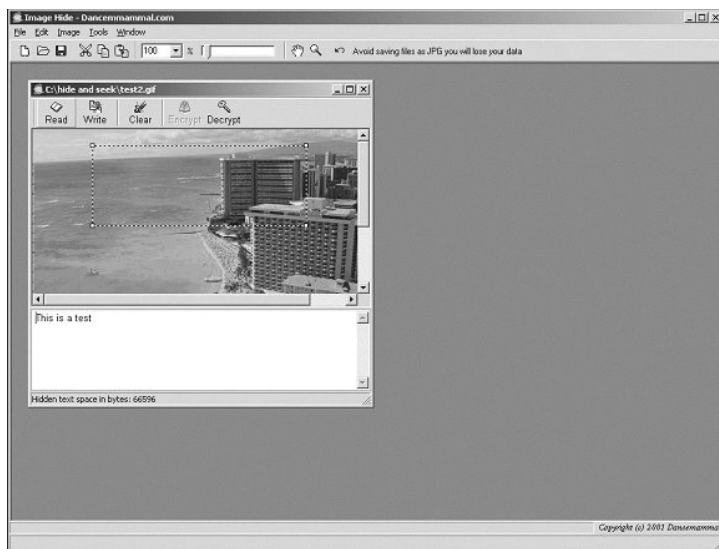 Image Hide - Dancemmammal.com
File Edit Image Tools Window
100 % Avoid saving files as JPG you will lose your data
C:\hide and seek\test2.gif
Read Write Clear Encrypt Decrypt
This is a test
Hidden text space in bytes: 66596
Copyright (c) 2001 Dancemamma